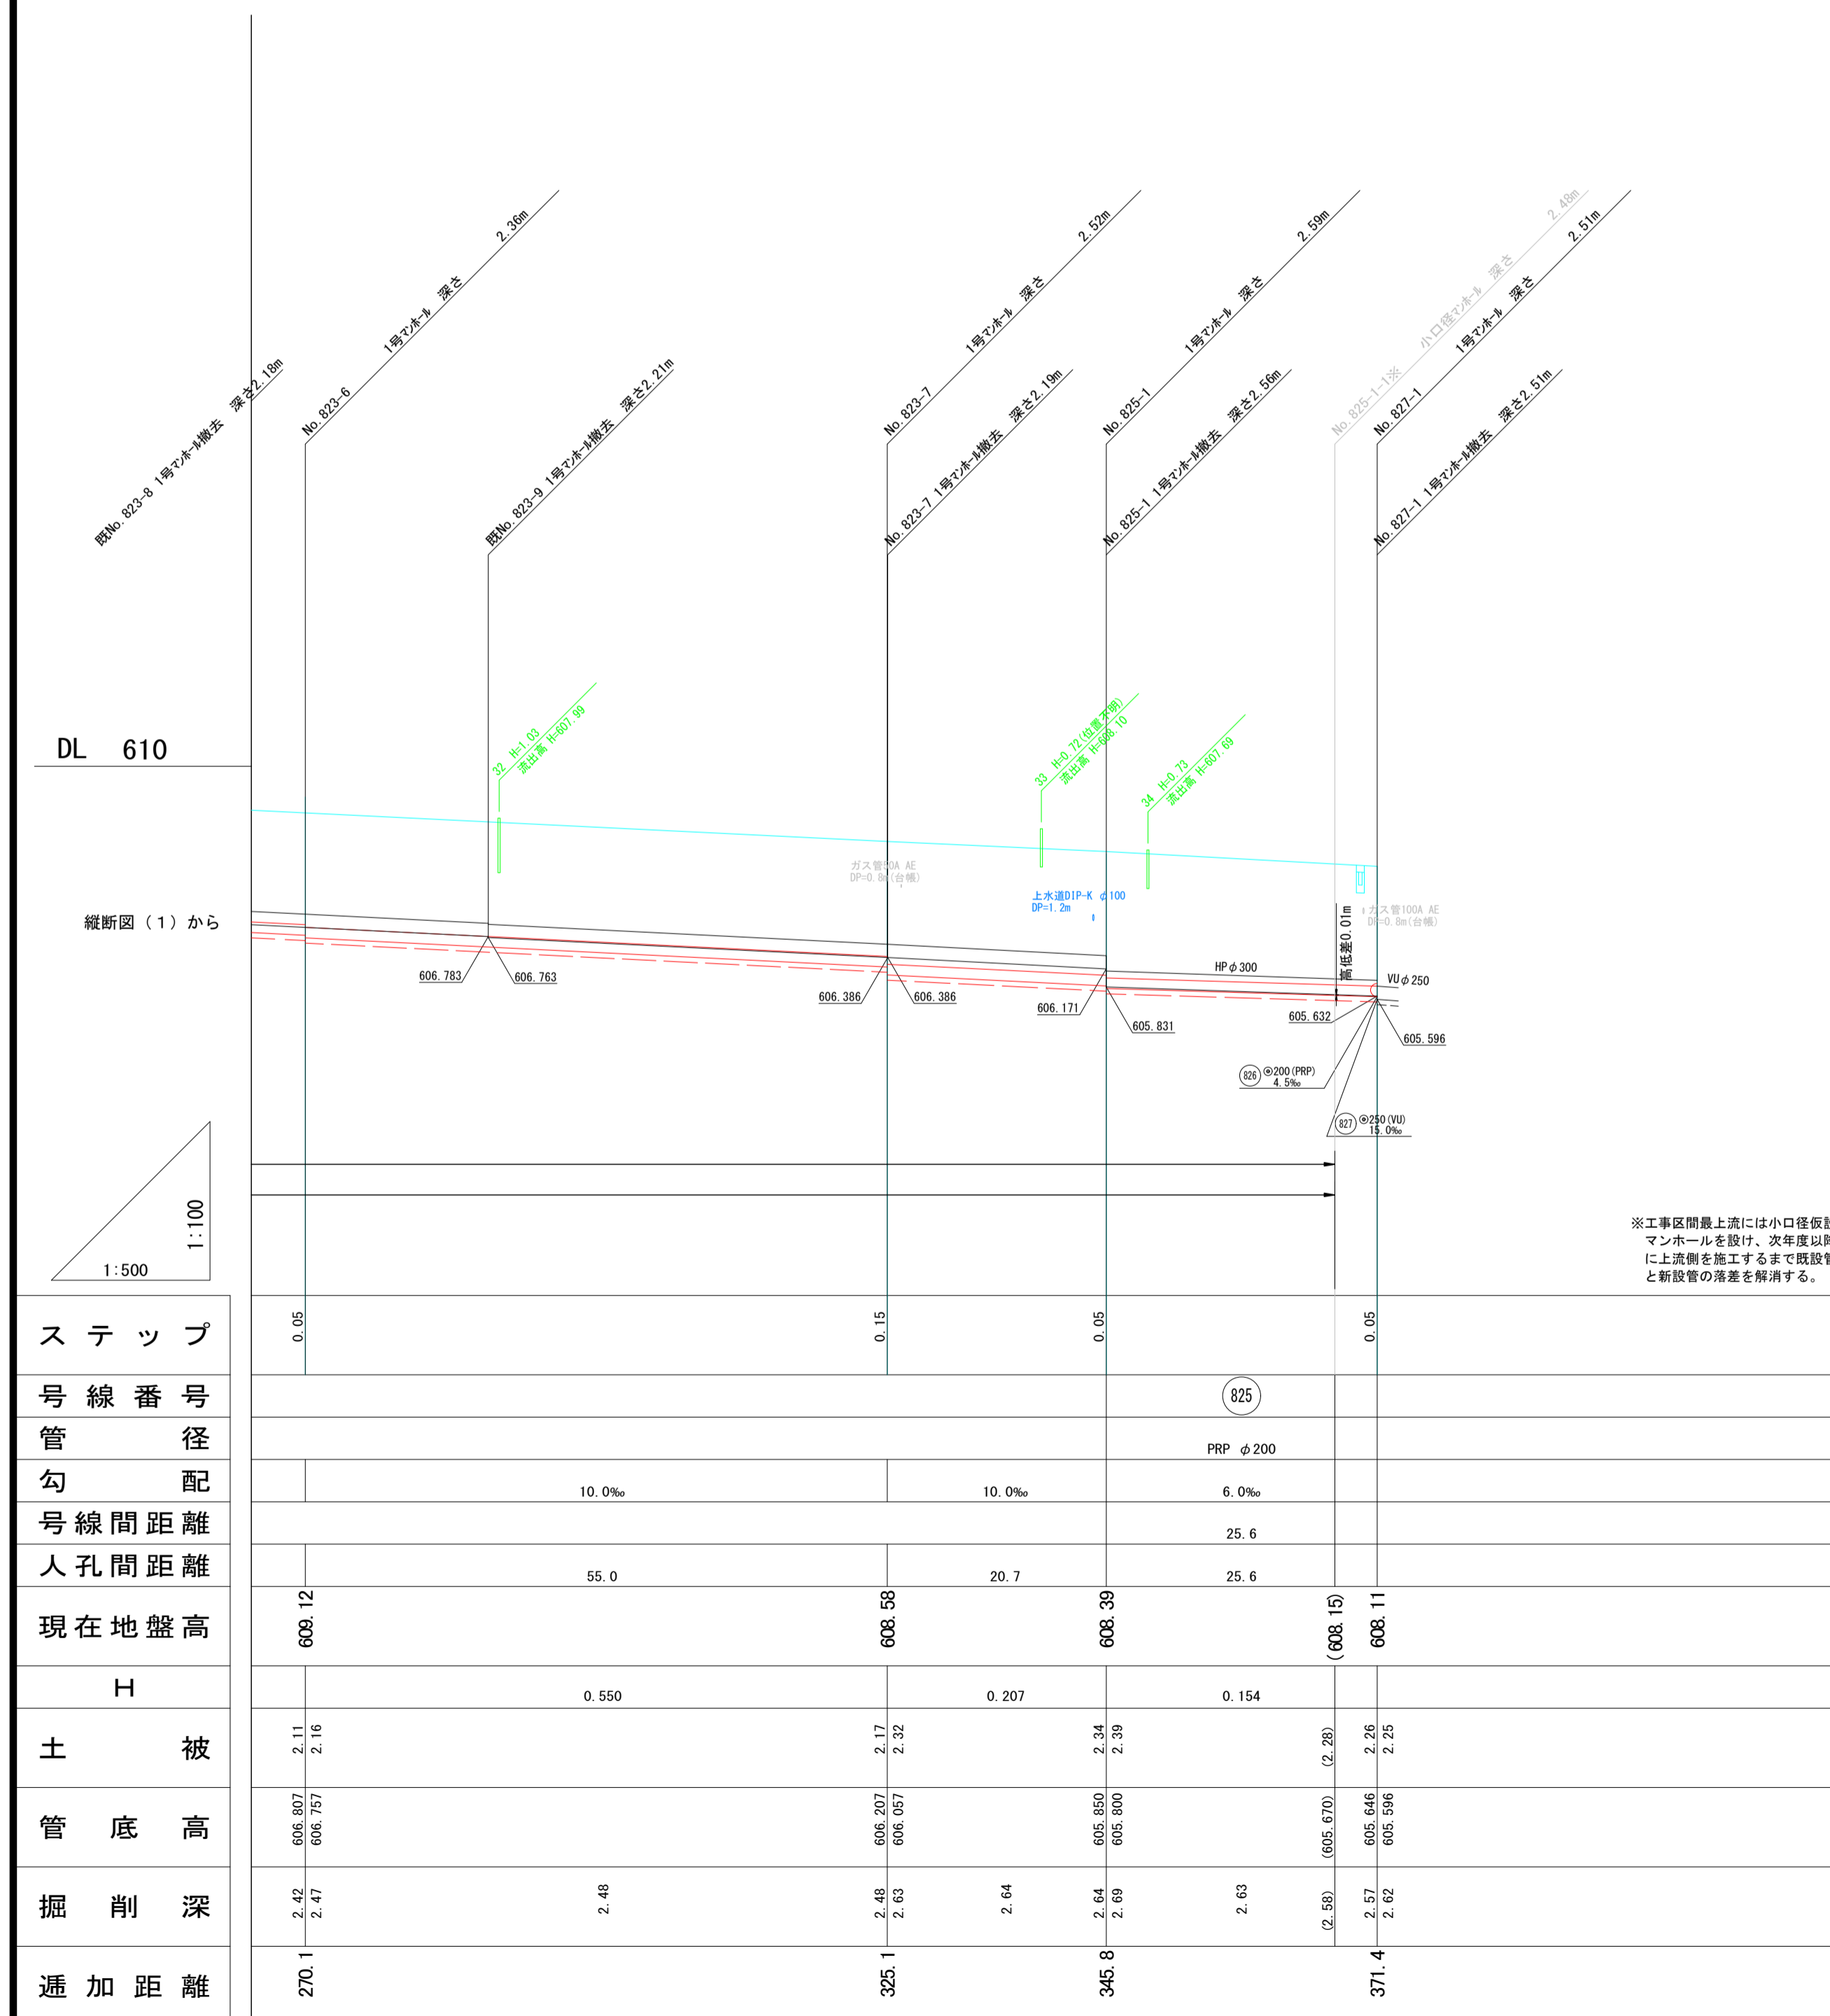 既No.823-8 1号ﾏﾝﾎｰﾙ撤去　深さ2.18m
No.823-6　1号ﾏﾝﾎｰﾙ　深さ　2.36m
既No.823-9 1号ﾏﾝﾎｰﾙ撤去　深さ2.21m
No.823-7　1号ﾏﾝﾎｰﾙ　深さ　2.52m
No.823-7 1号ﾏﾝﾎｰﾙ撤去　深さ2.19m
No.825-1　1号ﾏﾝﾎｰﾙ　深さ　2.59m
No.825-1 1号ﾏﾝﾎｰﾙ撤去　深さ2.56m
No.825-1-1※　小口径ﾏﾝﾎｰﾙ　深さ　2.48m
No.827-1　1号ﾏﾝﾎｰﾙ　深さ　2.51m
No.827-1 1号ﾏﾝﾎｰﾙ撤去　深さ2.51m
32 H=1.03
流出高 H=607.99
33 H=0.72(位置不明)
流出高 H=608.10
34 H=0.73
流出高 H=607.69
DL 610
ガス管50A AE
DP=0.8m(台帳)
上水道DIP-K φ100
DP=1.2m
ガス管100A AE
DP=0.8m(台帳)
縦断図（１）から
高低差0.01m
HPφ300
VUφ250
606.783
606.763
606.386
606.386
606.171
605.831
605.632
605.596
826 ◉200(PRP)
4.5‰
827 ◉250(VU)
15.0‰
1:100
1:500
※工事区間最上流には小口径仮設
マンホールを設け、次年度以降
に上流側を施工するまで既設管
と新設管の落差を解消する。
ステップ 0.05 0.15 0.05 0.05
号線番号 825
管径 PRP φ200
勾配 10.0‰ 10.0‰ 6.0‰
号線間距離 25.6
人孔間距離 55.0 20.7 25.6
現在地盤高 609.12 608.58 608.39 (608.15) 608.11
H 0.550 0.207 0.154
土被 2.11 2.16 2.17 2.32 2.34 2.39 (2.28) 2.26 2.25
管底高 606.807 606.757 606.207 606.057 605.850 605.800 (605.670) 605.646 605.596
掘削深 2.42 2.47 2.48 2.48 2.63 2.64 2.64 2.69 2.63 (2.58) 2.57 2.62
逓加距離 270.1 325.1 345.8 371.4